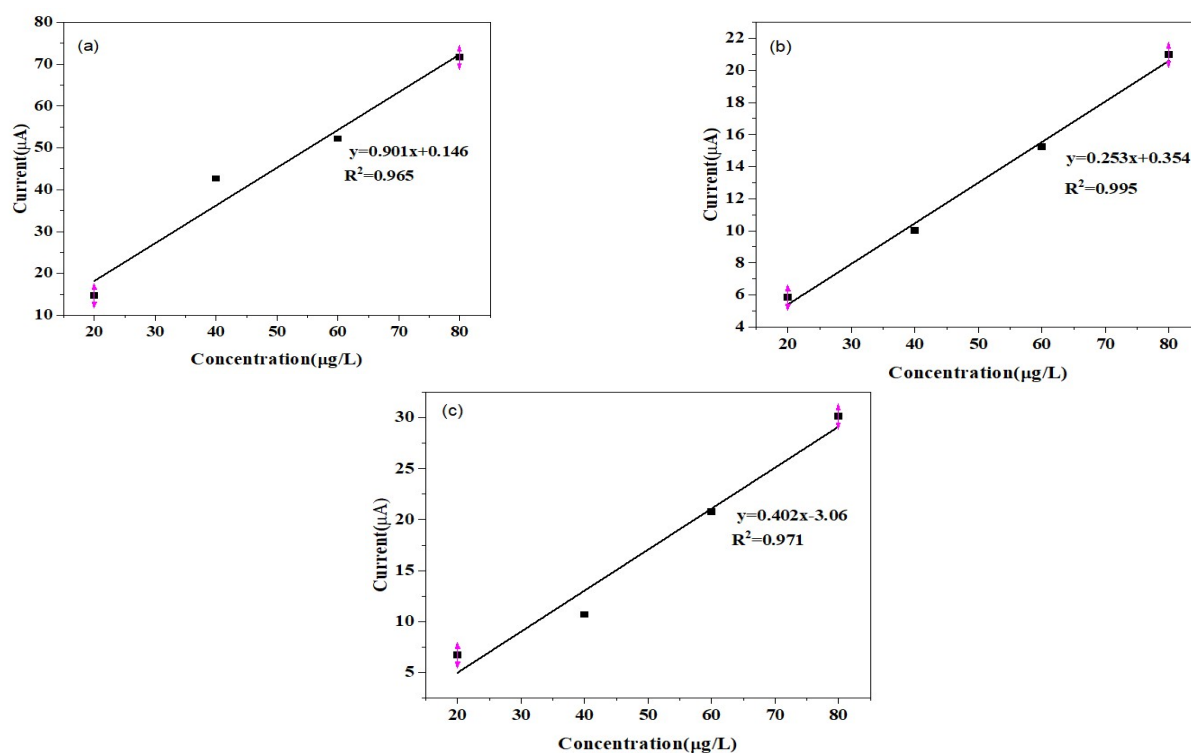 (a)
80
70
60
50
40
30
20
10
Current(μA)
y=0.901x+0.146
R²=0.965
20 30 40 50 60 70 80
Concentration(μg/L)
(b)
22
20
18
16
14
12
10
8
6
4
Current(μA)
y=0.253x+0.354
R²=0.995
20 30 40 50 60 70 80
Concentration(μg/L)
(c)
30
25
20
15
10
5
Current(μA)
y=0.402x-3.06
R²=0.971
20 30 40 50 60 70 80
Concentration(μg/L)